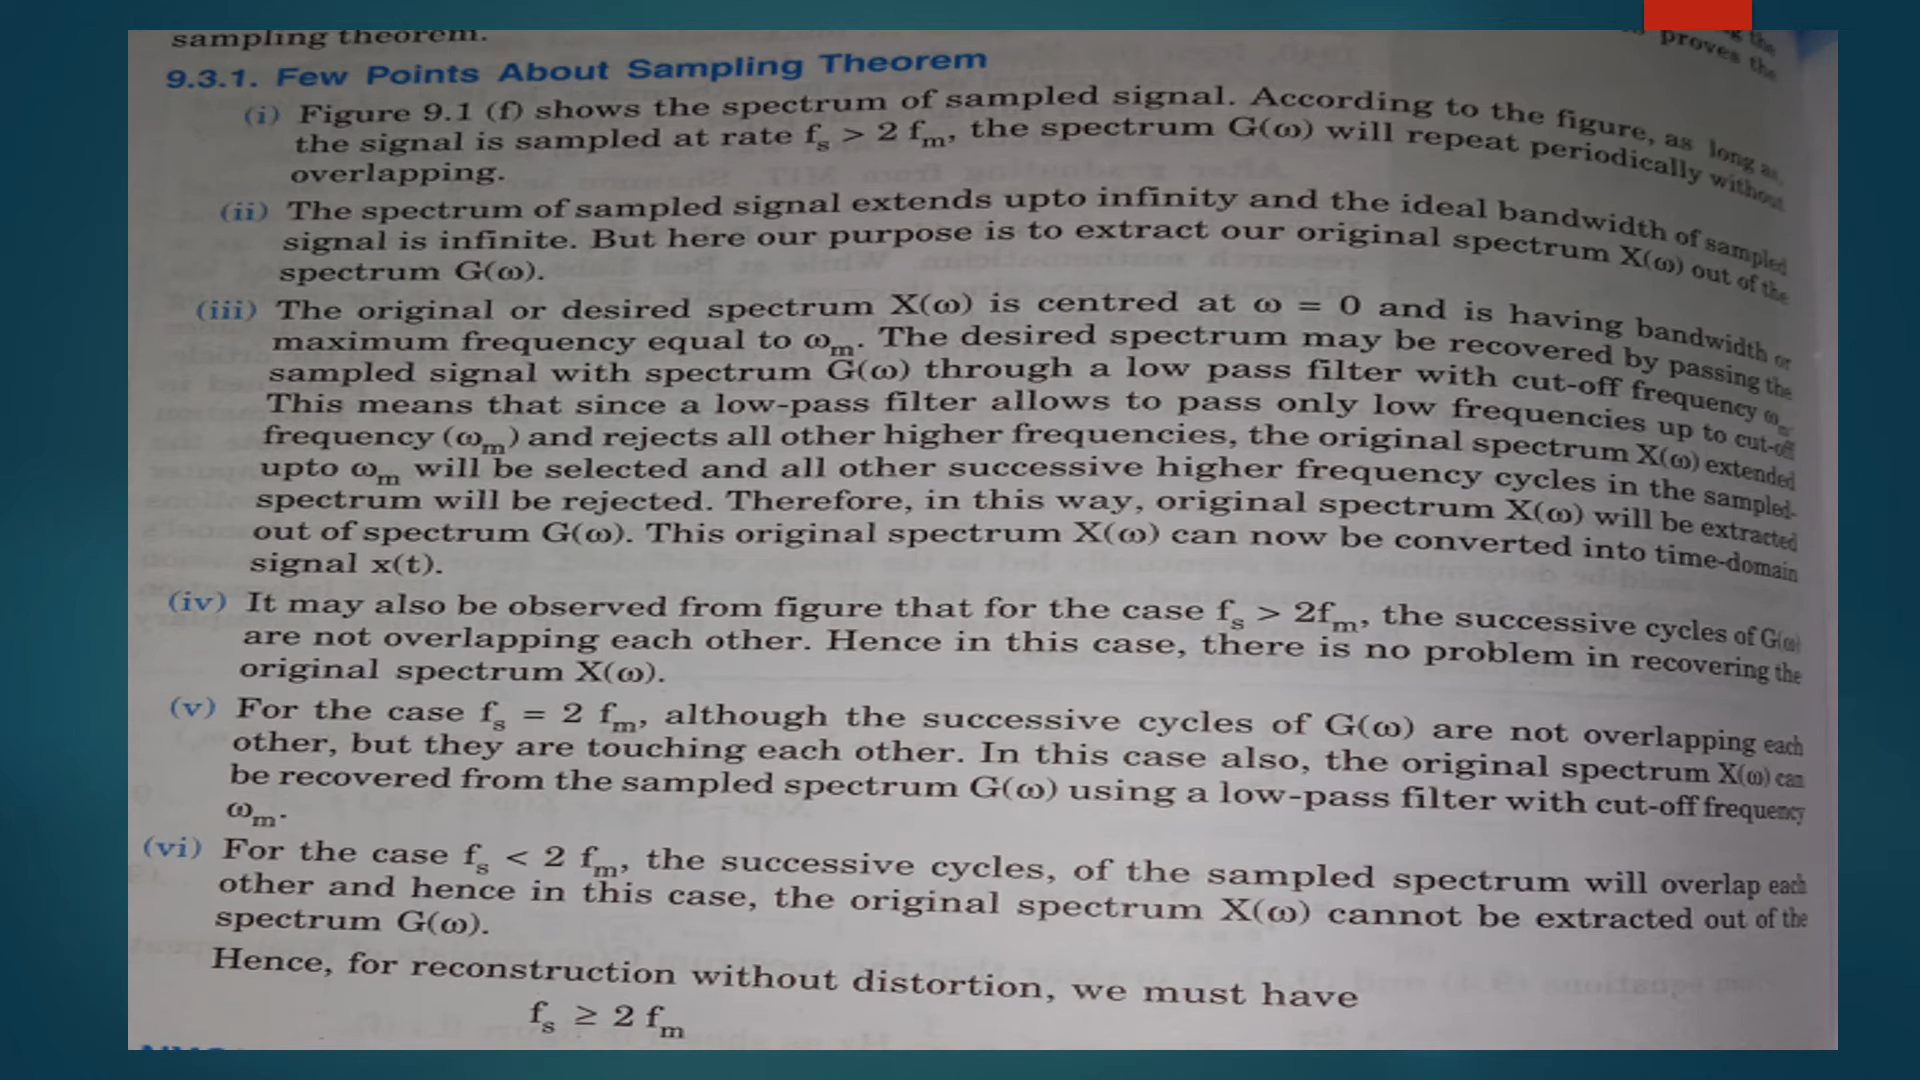 sampling theorem.
proves the
9.3.1. Few Points About Sampling Theorem
(i) Figure 9.1 (f) shows the spectrum of sampled signal. According to the figure, as long as,
the signal is sampled at rate fₛ > 2 fₘ, the spectrum G(ω) will repeat periodically without
overlapping.
(ii) The spectrum of sampled signal extends upto infinity and the ideal bandwidth of sampled
signal is infinite. But here our purpose is to extract our original spectrum X(ω) out of the
spectrum G(ω).
(iii) The original or desired spectrum X(ω) is centred at ω = 0 and is having bandwidth or
maximum frequency equal to ωₘ. The desired spectrum may be recovered by passing the
sampled signal with spectrum G(ω) through a low pass filter with cut-off frequency ωₘ.
This means that since a low-pass filter allows to pass only low frequencies up to cut-off
frequency (ωₘ) and rejects all other higher frequencies, the original spectrum X(ω) extended
upto ωₘ will be selected and all other successive higher frequency cycles in the sampled-
spectrum will be rejected. Therefore, in this way, original spectrum X(ω) will be extracted
out of spectrum G(ω). This original spectrum X(ω) can now be converted into time-domain
signal x(t).
(iv) It may also be observed from figure that for the case fₛ > 2fₘ, the successive cycles of G(ω)
are not overlapping each other. Hence in this case, there is no problem in recovering the
original spectrum X(ω).
(v) For the case fₛ = 2 fₘ, although the successive cycles of G(ω) are not overlapping each
other, but they are touching each other. In this case also, the original spectrum X(ω) can
be recovered from the sampled spectrum G(ω) using a low-pass filter with cut-off frequency
ωₘ.
(vi) For the case fₛ < 2 fₘ, the successive cycles, of the sampled spectrum will overlap each
other and hence in this case, the original spectrum X(ω) cannot be extracted out of the
spectrum G(ω).
Hence, for reconstruction without distortion, we must have
fₛ ≥ 2 fₘ